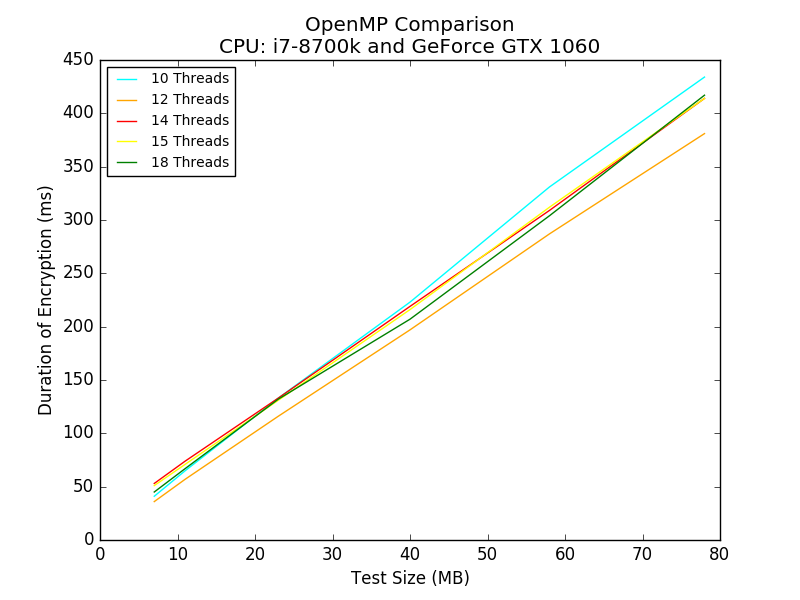 OpenMP Comparison
CPU: i7-8700k and GeForce GTX 1060
450
400
350
300
250
200
150
100
50
0
Duration of Encryption (ms)
10 Threads
12 Threads
14 Threads
15 Threads
18 Threads
0 10 20 30 40 50 60 70 80
Test Size (MB)